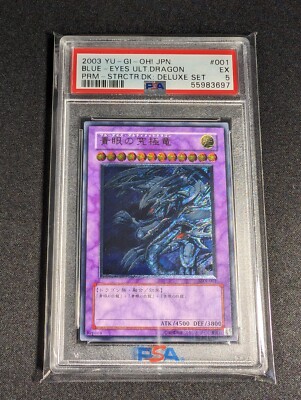 2003 YU-GI-OH! JPN #001
BLUE-EYES ULT.DRAGON EX
PRM-STRCTR DK: DELUXE SET 5
PSA 55983697
青眼の究極竜
ATK/4500 DEF/3800
PSA